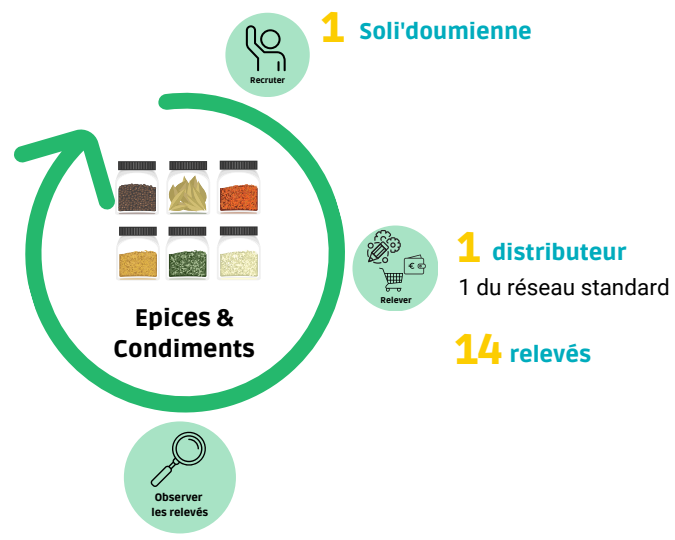 1 Soli'doumienne
Recruter
1 distributeur
1 du réseau standard
Relever
14 relevés
Epices &
Condiments
Observer
les relevés